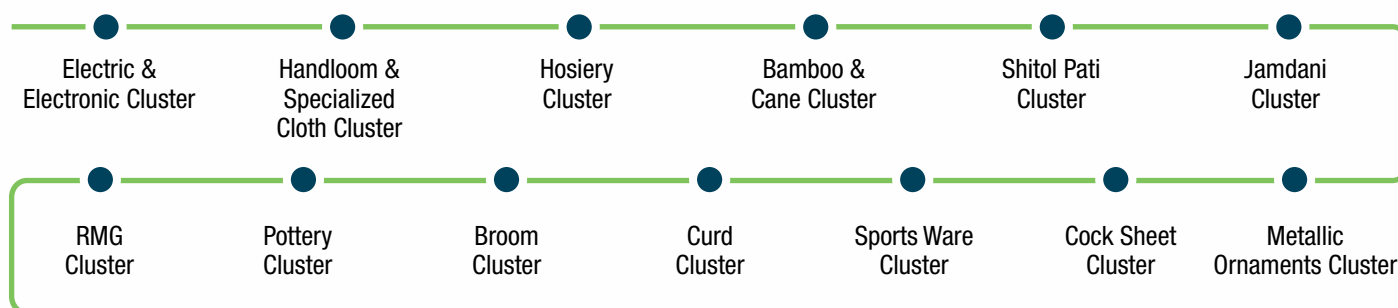 Electric &
Electronic Cluster
Handloom &
Specialized
Cloth Cluster
Hosiery
Cluster
Bamboo &
Cane Cluster
Shitol Pati
Cluster
Jamdani
Cluster
RMG
Cluster
Pottery
Cluster
Broom
Cluster
Curd
Cluster
Sports Ware
Cluster
Cock Sheet
Cluster
Metallic
Ornaments Cluster